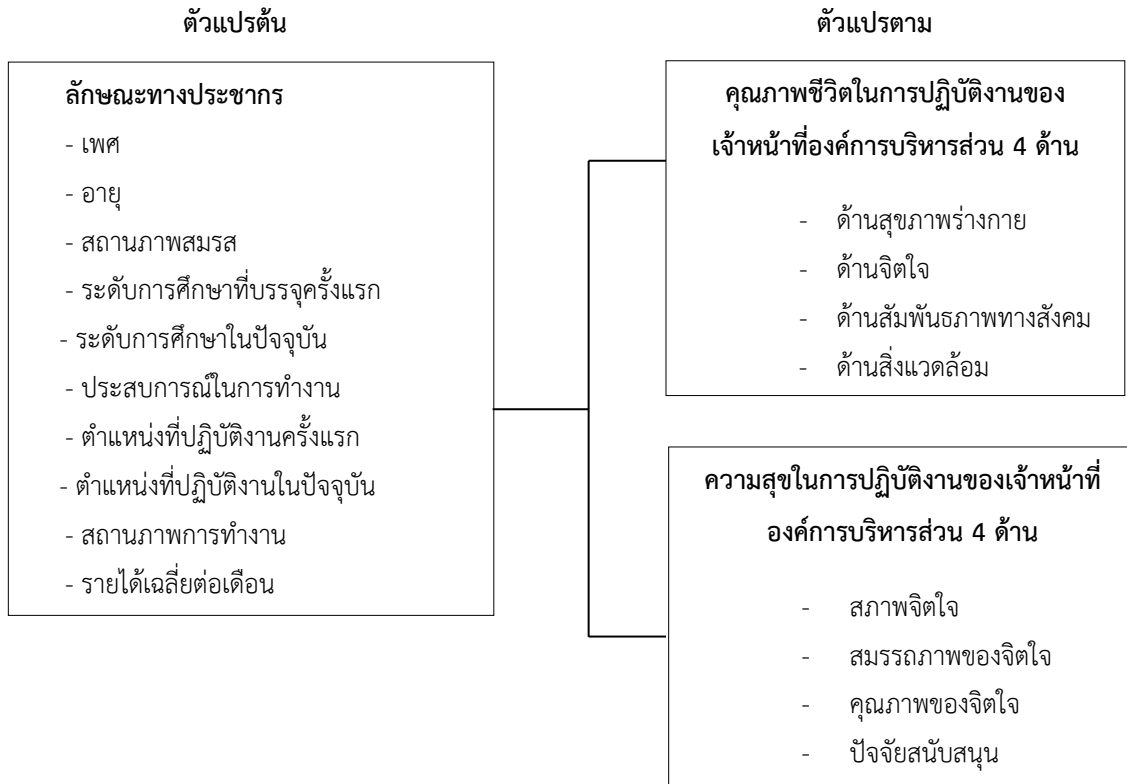 ตัวแปรต้น
ตัวแปรตาม
ลักษณะทางประชากร
- เพศ
- อายุ
- สถานภาพสมรส
- ระดับการศึกษาที่บรรจุครั้งแรก
- ระดับการศึกษาในปัจจุบัน
- ประสบการณ์ในการทำงาน
- ตำแหน่งที่ปฏิบัติงานครั้งแรก
- ตำแหน่งที่ปฏิบัติงานในปัจจุบัน
- สถานภาพการทำงาน
- รายได้เฉลี่ยต่อเดือน
คุณภาพชีวิตในการปฏิบัติงานของ
เจ้าหน้าที่องค์การบริหารส่วน 4 ด้าน
- ด้านสุขภาพร่างกาย
- ด้านจิตใจ
- ด้านสัมพันธภาพทางสังคม
- ด้านสิ่งแวดล้อม
ความสุขในการปฏิบัติงานของเจ้าหน้าที่
องค์การบริหารส่วน 4 ด้าน
- สภาพจิตใจ
- สมรรถภาพของจิตใจ
- คุณภาพของจิตใจ
- ปัจจัยสนับสนุน